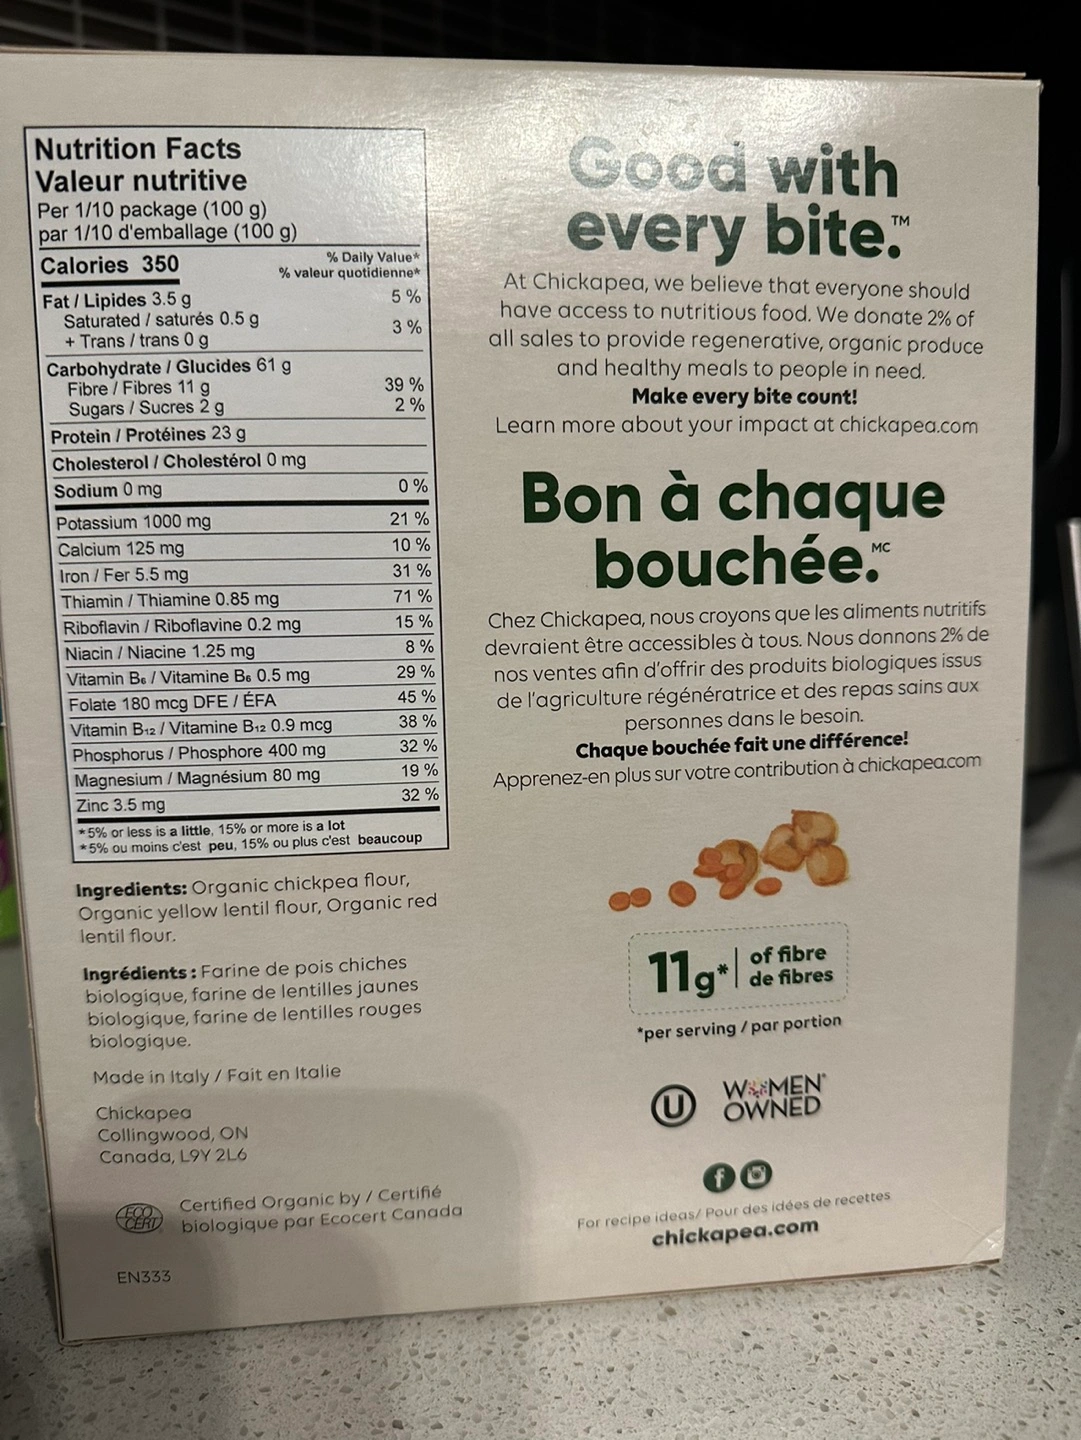 Nutrition Facts
Valeur nutritive
Per 1/10 package (100 g)
par 1/10 d'emballage (100 g)
Calories 350
% Daily Value*
% valeur quotidienne*
Fat / Lipides 3.5 g 5 %
Saturated / saturés 0.5 g
+ Trans / trans 0 g 3 %
Carbohydrate / Glucides 61 g
Fibre / Fibres 11 g 39 %
Sugars / Sucres 2 g 2 %
Protein / Protéines 23 g
Cholesterol / Cholestérol 0 mg
Sodium 0 mg 0 %
Potassium 1000 mg 21 %
Calcium 125 mg 10 %
Iron / Fer 5.5 mg 31 %
Thiamin / Thiamine 0.85 mg 71 %
Riboflavin / Riboflavine 0.2 mg 15 %
Niacin / Niacine 1.25 mg 8 %
Vitamin B6 / Vitamine B6 0.5 mg 29 %
Folate 180 mcg DFE / ÉFA 45 %
Vitamin B12 / Vitamine B12 0.9 mcg 38 %
Phosphorus / Phosphore 400 mg 32 %
Magnesium / Magnésium 80 mg 19 %
Zinc 3.5 mg 32 %
*5% or less is a little, 15% or more is a lot
*5% ou moins c'est peu, 15% ou plus c'est beaucoup
Ingredients: Organic chickpea flour,
Organic yellow lentil flour, Organic red
lentil flour.
Ingrédients : Farine de pois chiches
biologique, farine de lentilles jaunes
biologique, farine de lentilles rouges
biologique.
Made in Italy / Fait en Italie
Chickapea
Collingwood, ON
Canada, L9Y 2L6
ECO
CERT
Certified Organic by / Certifié
biologique par Ecocert Canada
EN333
Good with
every bite.™
At Chickapea, we believe that everyone should
have access to nutritious food. We donate 2% of
all sales to provide regenerative, organic produce
and healthy meals to people in need.
Make every bite count!
Learn more about your impact at chickapea.com
Bon à chaque
bouchée.MC
Chez Chickapea, nous croyons que les aliments nutritifs
devraient être accessibles à tous. Nous donnons 2% de
nos ventes afin d'offrir des produits biologiques issus
de l'agriculture régénératrice et des repas sains aux
personnes dans le besoin.
Chaque bouchée fait une différence!
Apprenez-en plus sur votre contribution à chickapea.com
11g* of fibre
de fibres
*per serving / par portion
U
WOMEN
OWNED
f
For recipe ideas/ Pour des idées de recettes
chickapea.com